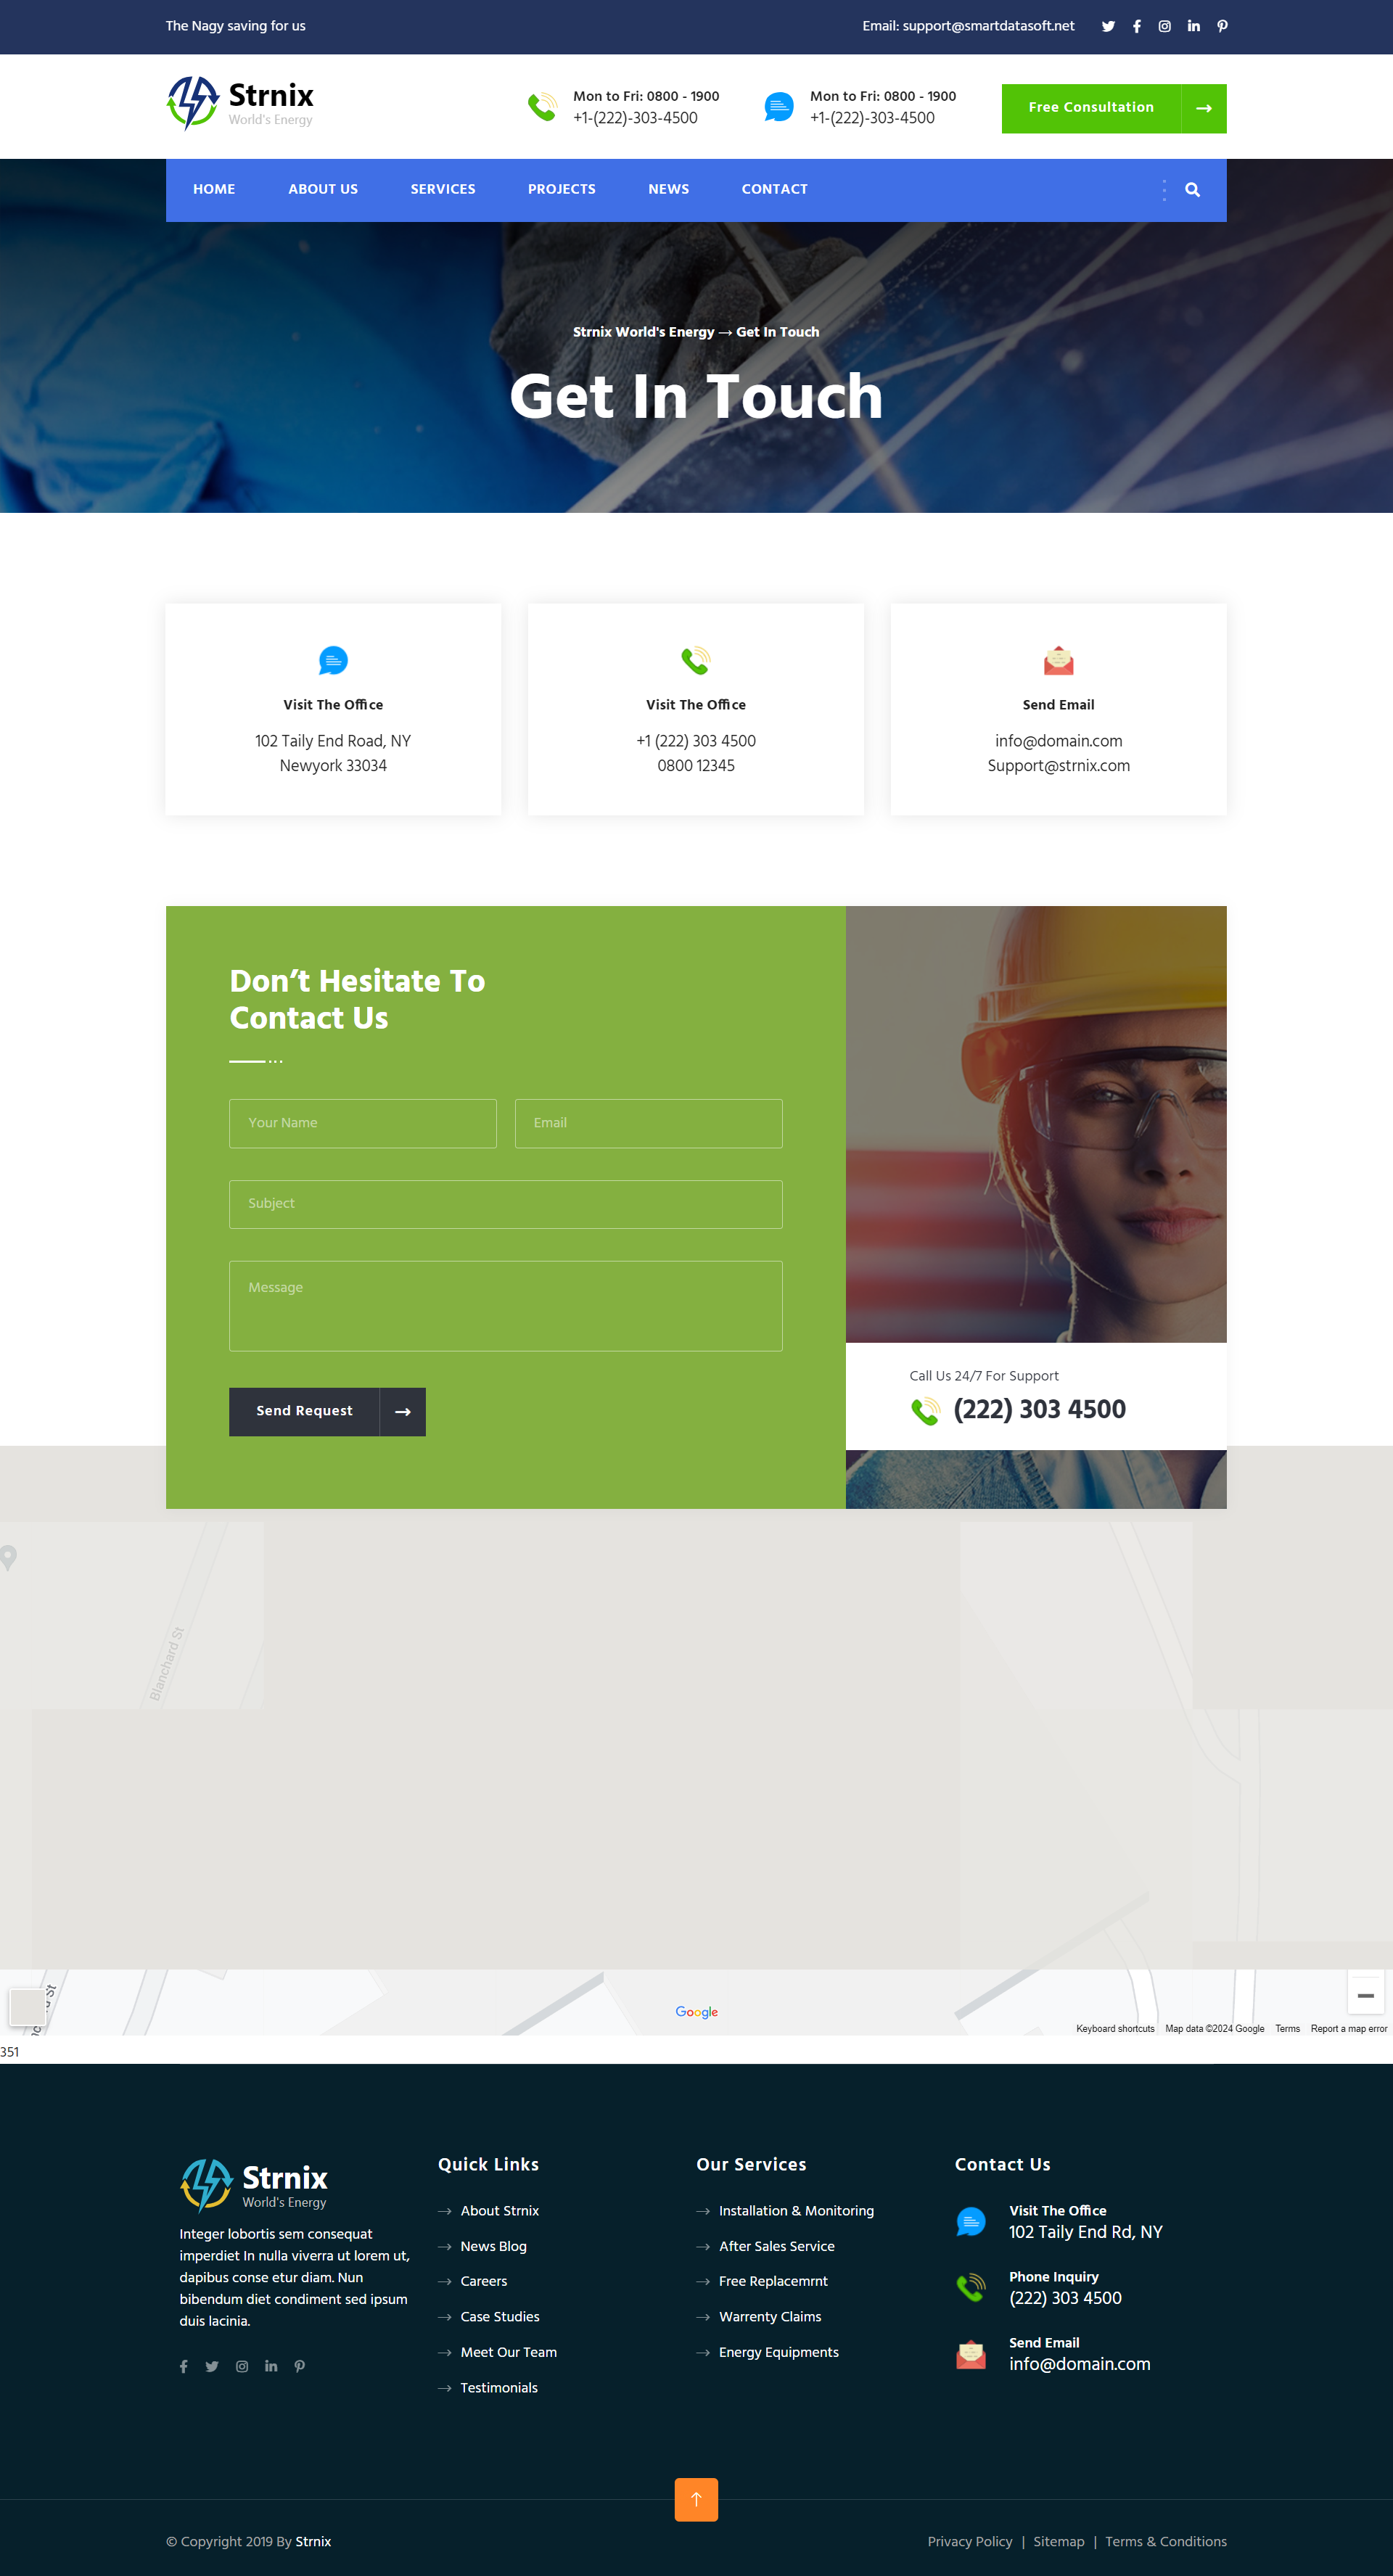 The Nagy saving for us
Email: support@smartdatasoft.net
Strnix
World's Energy
Mon to Fri: 0800 - 1900
+1-(222)-303-4500
Mon to Fri: 0800 - 1900
+1-(222)-303-4500
Free Consultation
HOME
ABOUT US
SERVICES
PROJECTS
NEWS
CONTACT
Strnix World's Energy → Get In Touch
Get In Touch
Visit The Office
102 Taily End Road, NY
Newyork 33034
Visit The Office
+1 (222) 303 4500
0800 12345
Send Email
info@domain.com
Support@strnix.com
Don’t Hesitate To
Contact Us
Your Name
Email
Subject
Message
Send Request
Call Us 24/7 For Support
(222) 303 4500
Blanchard St
Google
Keyboard shortcuts
Map data ©2024 Google
Terms
Report a map error
351
Strnix
World's Energy
Integer lobortis sem consequat
imperdiet In nulla viverra ut lorem ut,
dapibus conse etur diam. Nun
bibendum diet condiment sed ipsum
duis lacinia.
Quick Links
About Strnix
News Blog
Careers
Case Studies
Meet Our Team
Testimonials
Our Services
Installation & Monitoring
After Sales Service
Free Replacemrnt
Warrenty Claims
Energy Equipments
Contact Us
Visit The Office
102 Taily End Rd, NY
Phone Inquiry
(222) 303 4500
Send Email
info@domain.com
© Copyright 2019 By Strnix
Privacy Policy | Sitemap | Terms & Conditions